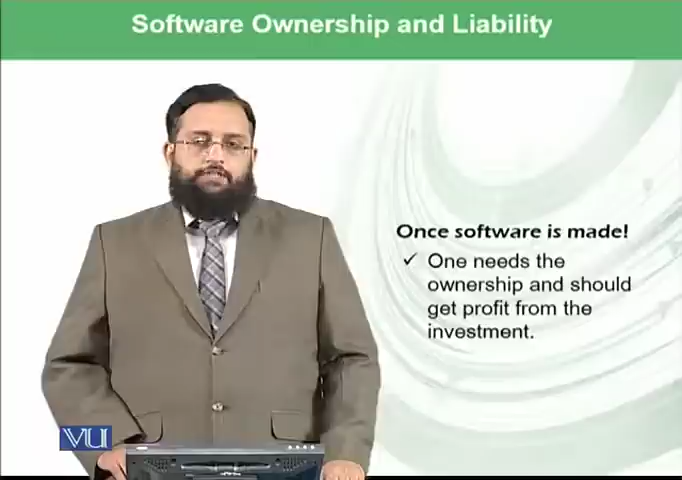 Software Ownership and Liability
Once software is made!
✓ One needs the
ownership and should
get profit from the
investment.
VU